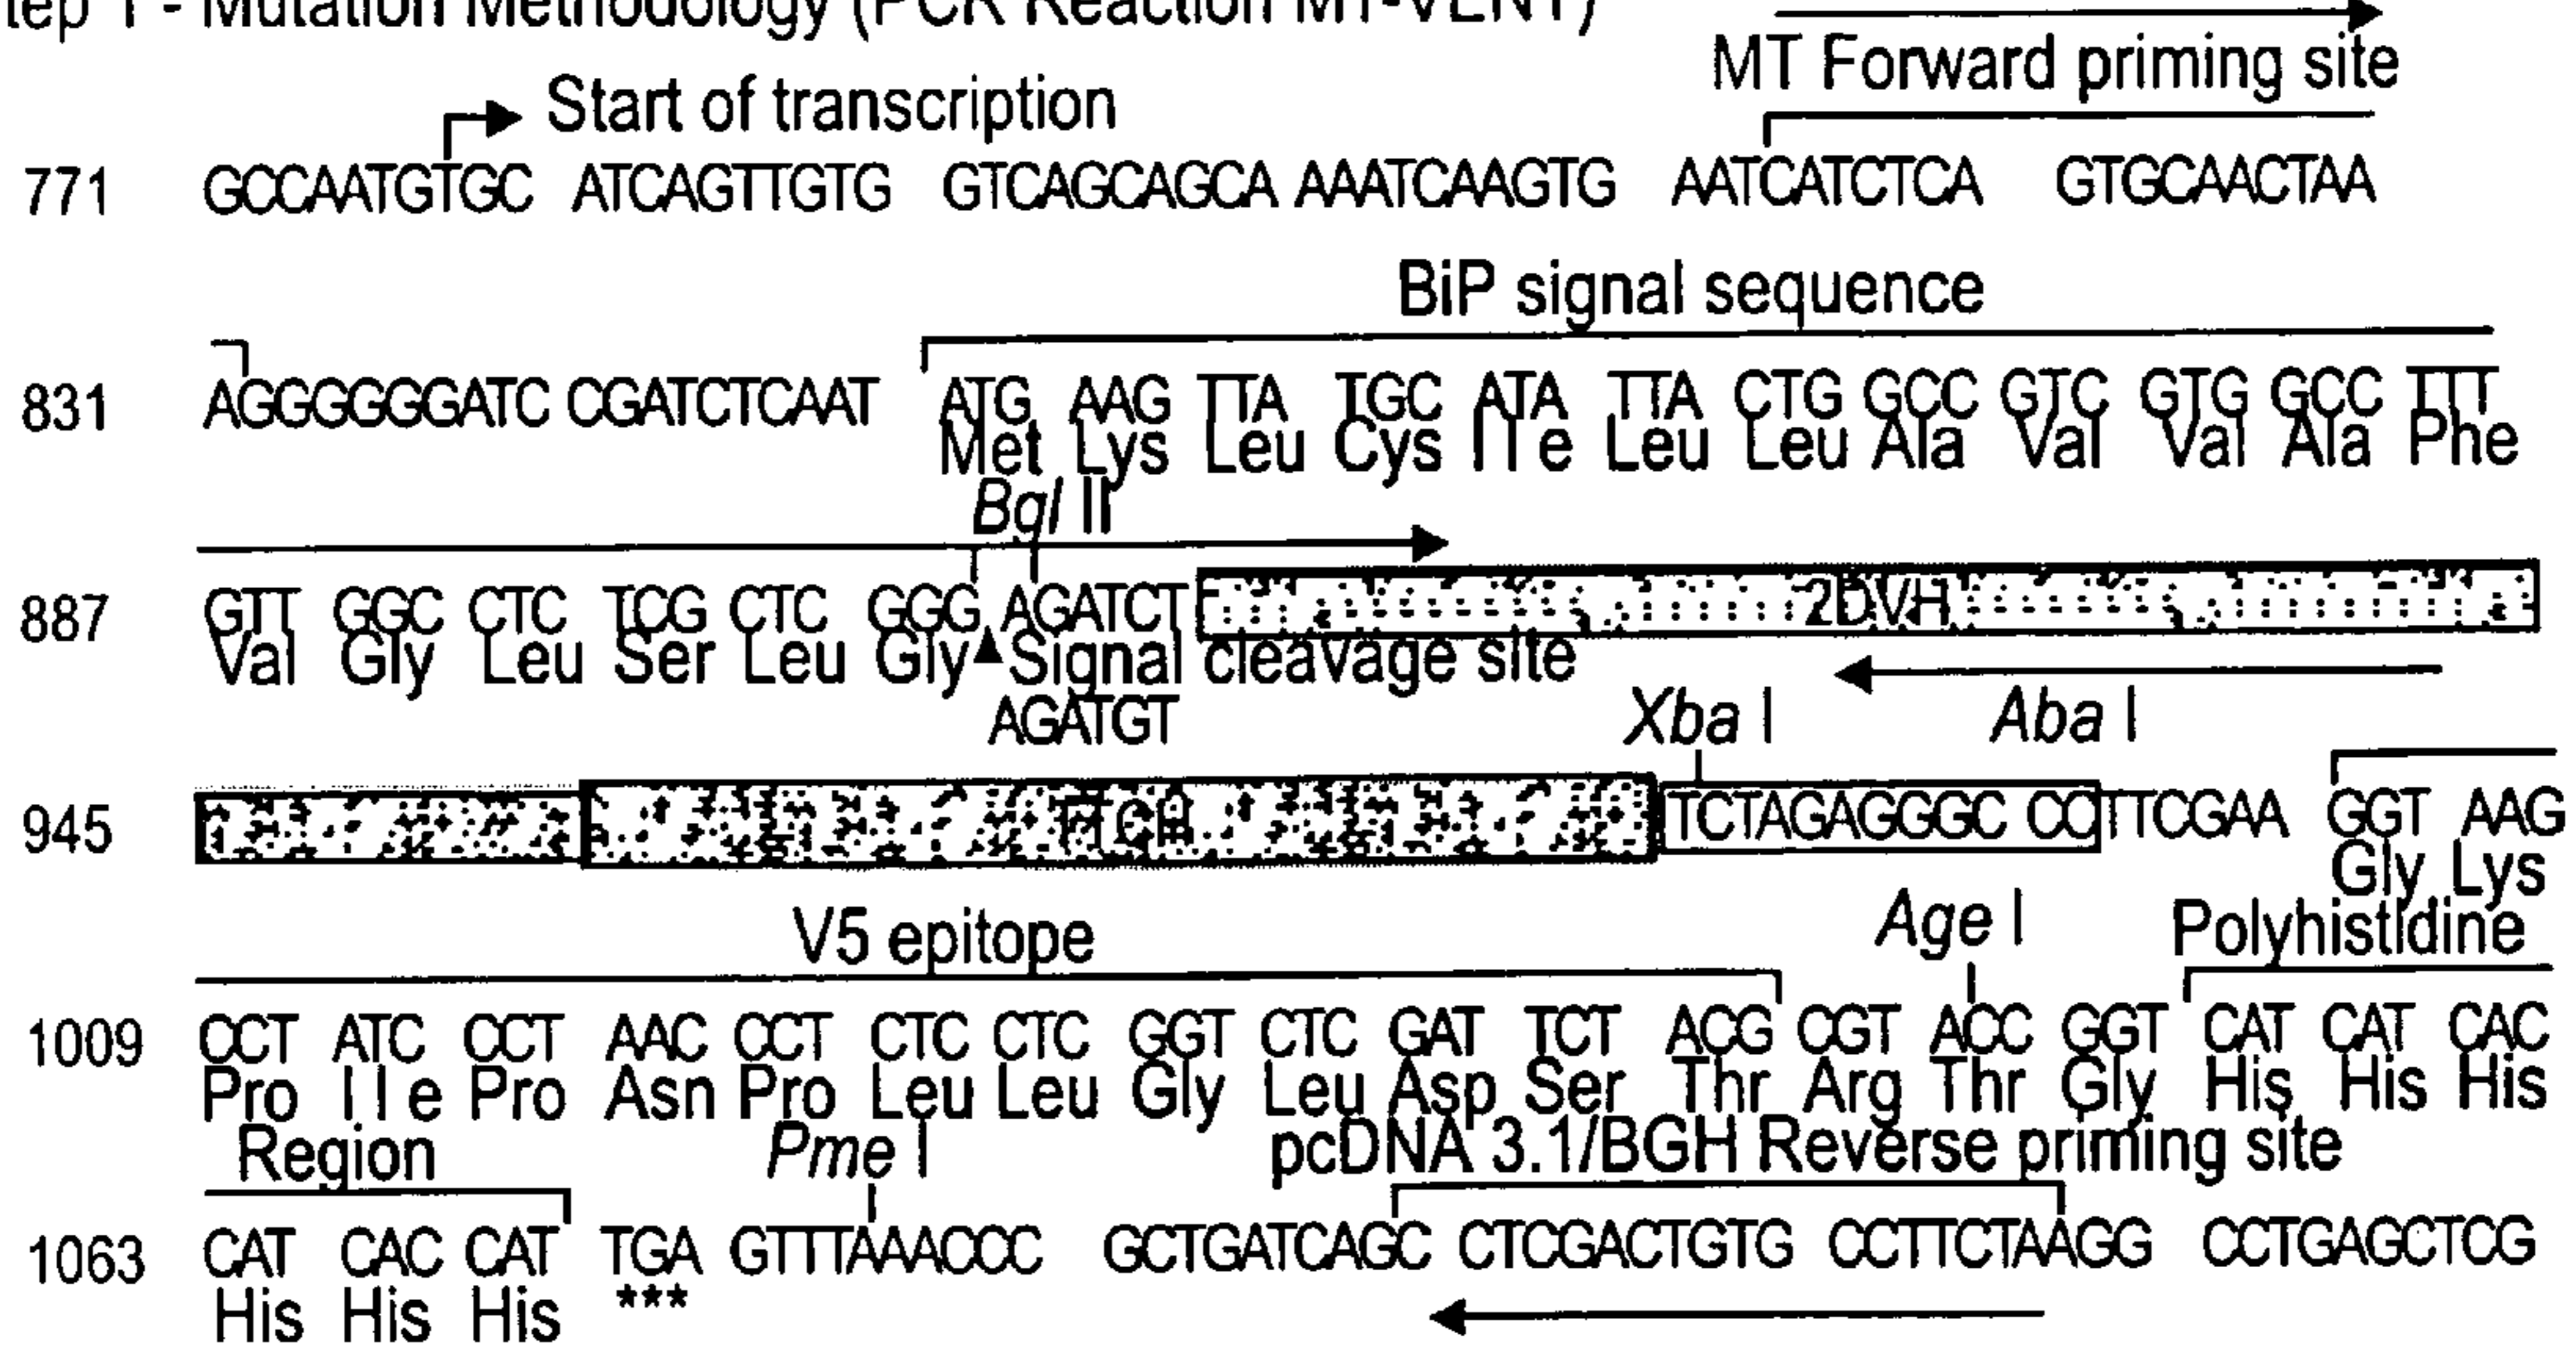 tep 1 - Mutation Methodology (PCR Reaction MT-VENT)
MT Forward priming site
Start of transcription
771 GCCAATGTGC ATCAGTTGTG GTCAGCAGCA AAATCAAGTG AATCATCTCA GTGCAACTAA
BiP signal sequence
831 AGGGGGGATC CGATCTCAAT ATG AAG TTA TGC ATA TTA CTG GCC GTC GTG GCC TTT
Met Lys Leu Cys Ile Leu Leu Ala Val Val Ala Phe
Bgl II
887 GTT GGC CTC TCG CTC GGG AGATCT 2DVH
Val Gly Leu Ser Leu Gly Signal cleavage site
AGATGT
Xba I Aba I
945 TCTAGAGGGC CCTTCGAA GGT AAG
Gly Lys
V5 epitope Age I Polyhistidine
1009 CCT ATC CCT AAC CCT CTC CTC GGT CTC GAT TCT ACG CGT ACC GGT CAT CAT CAC
Pro Ile Pro Asn Pro Leu Leu Gly Leu Asp Ser Thr Arg Thr Gly His His His
Region Pme I pcDNA 3.1/BGH Reverse priming site
1063 CAT CAC CAT TGA GTTTAAACCC GCTGATCAGC CTCGACTGTG CCTTCTAAGG CCTGAGCTCG
His His His ***